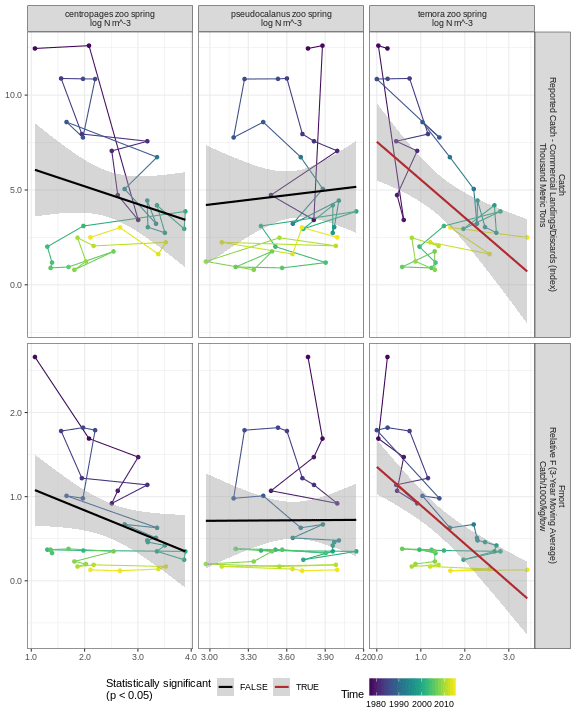 centropages zoo spring
log N m^-3
pseudocalanus zoo spring
log N m^-3
temora zoo spring
log N m^-3
10.0
5.0
0.0
Catch
Reported Catch - Commercial Landings/Discards (Index)
Thousand Metric Tons
2.0
1.0
0.0
Fmort
Relative F (3-Year Moving Average)
Catch/1000/kg/tow
1.0
2.0
3.0
4.0
3.00
3.30
3.60
3.90
4.20
0.0
1.0
2.0
3.0
Statistically significant
(p < 0.05)
FALSE
TRUE
Time
1980 1990 2000 2010